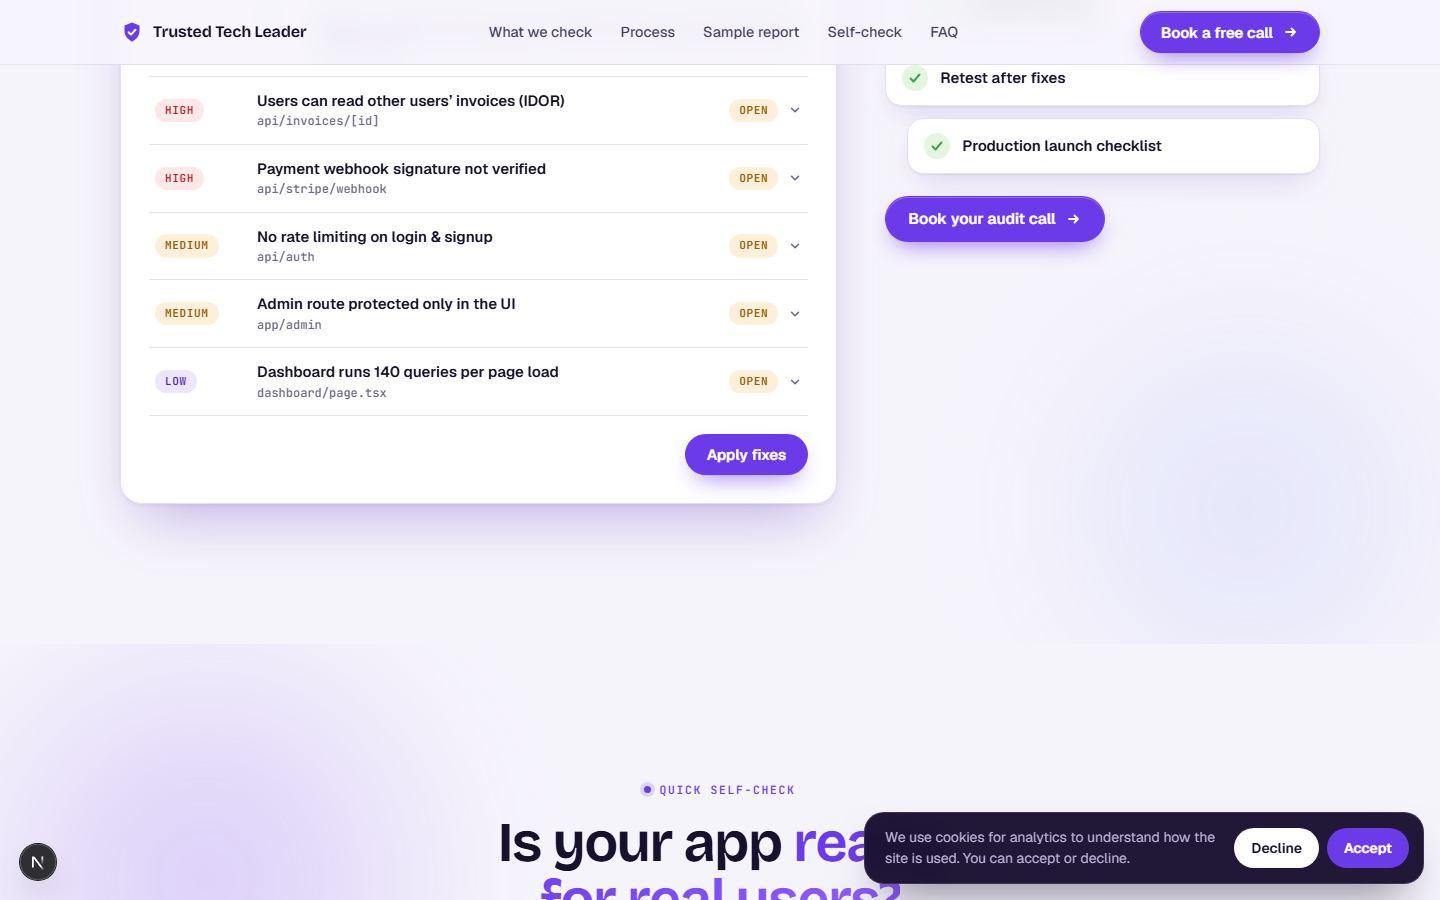 Trusted Tech Leader
What we check
Process
Sample report
Self-check
FAQ
Book a free call
HIGH
Users can read other users’ invoices (IDOR)
api/invoices/[id]
OPEN
HIGH
Payment webhook signature not verified
api/stripe/webhook
OPEN
MEDIUM
No rate limiting on login & signup
api/auth
OPEN
MEDIUM
Admin route protected only in the UI
app/admin
OPEN
LOW
Dashboard runs 140 queries per page load
dashboard/page.tsx
OPEN
Apply fixes
Retest after fixes
Production launch checklist
Book your audit call
QUICK SELF-CHECK
Is your app
for real users?
We use cookies for analytics to understand how the
site is used. You can accept or decline.
Decline
Accept
N